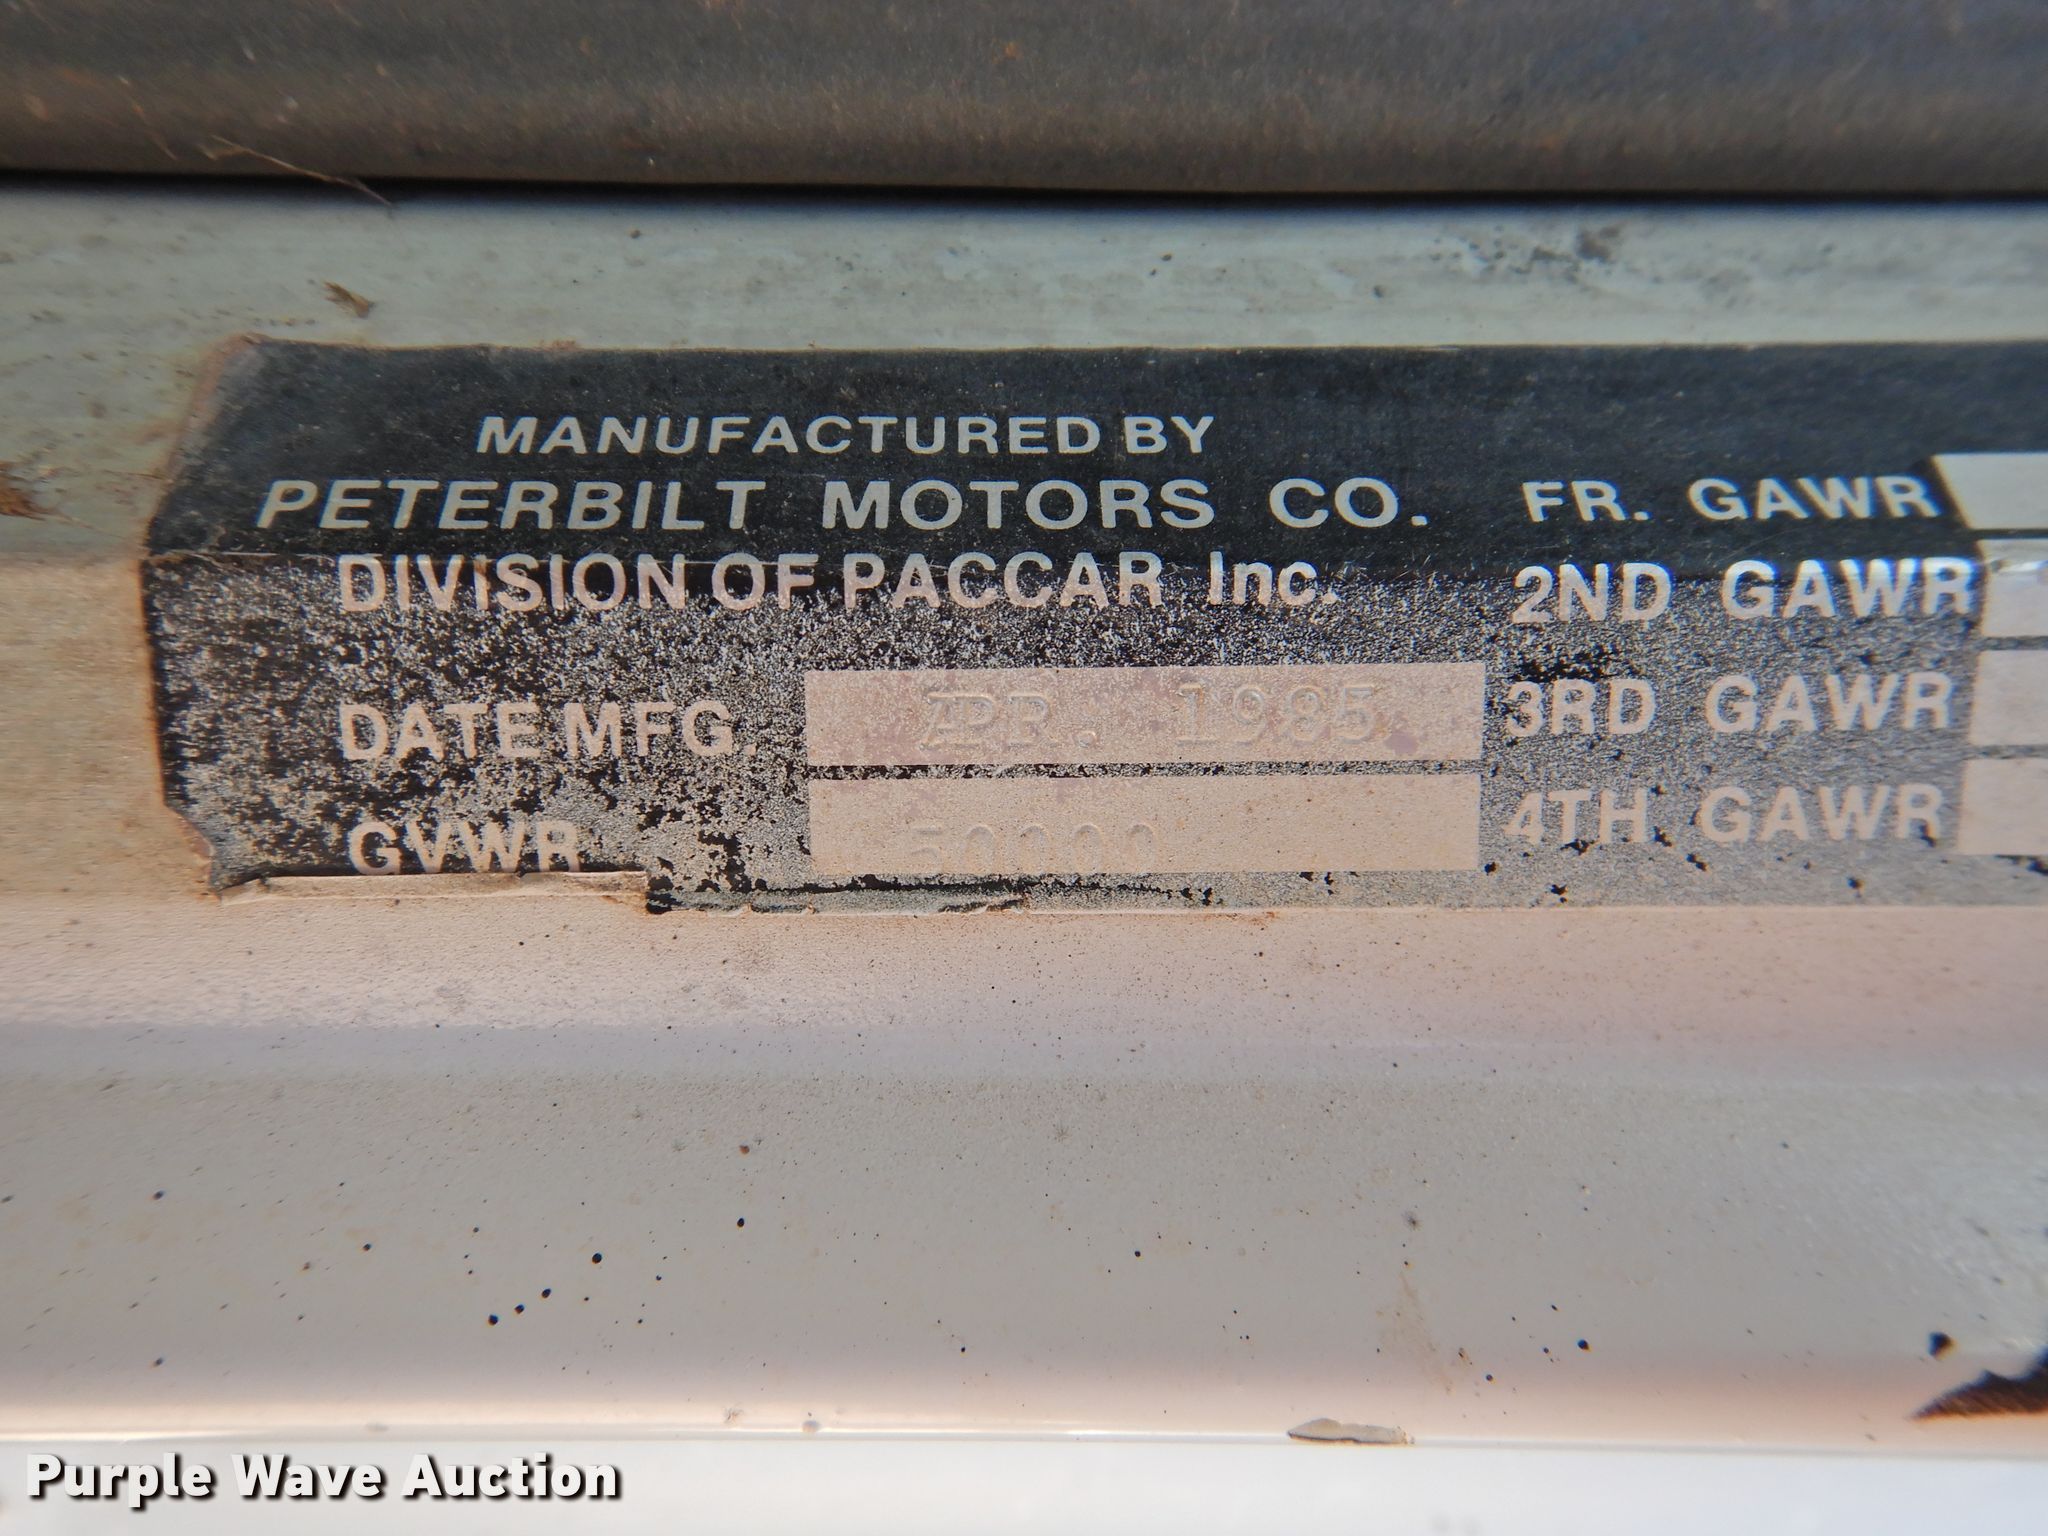 MANUFACTURED BY
PETERBILT MOTORS CO.
DIVISION OF PACCAR Inc.
DATE MFG. APR. 1985
GVWR 50000
FR. GAWR
2ND GAWR
3RD GAWR
4TH GAWR
Purple Wave Auction